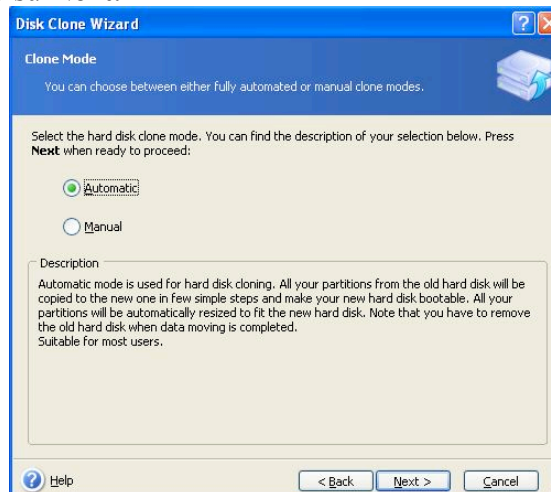 Disk Clone Wizard
Clone Mode
You can choose between either fully automated or manual clone modes.
Select the hard disk clone mode. You can find the description of your selection below. Press
Next when ready to proceed:
Automatic
Manual
Description
Automatic mode is used for hard disk cloning. All your partitions from the old hard disk will be
copied to the new one in few simple steps and make your new hard disk bootable. All your
partitions will be automatically resized to fit the new hard disk. Note that you have to remove
the old hard disk when data moving is completed.
Suitable for most users.
Help
< Back
Next >
Cancel